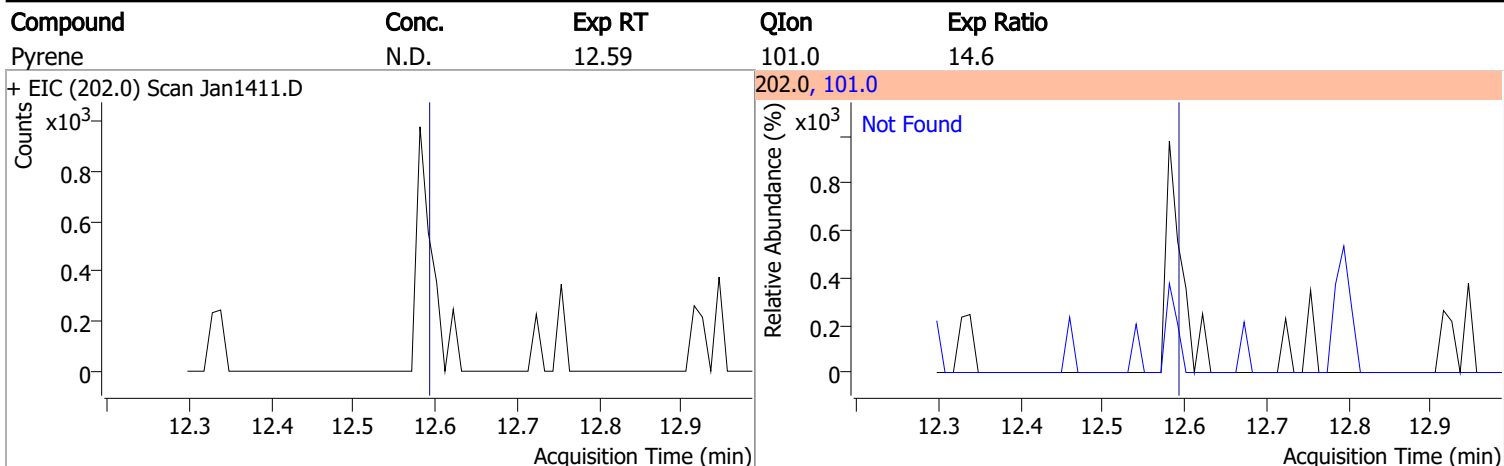 Compound Conc. Exp RT QIon Exp Ratio
Pyrene N.D. 12.59 101.0 14.6
+ EIC (202.0) Scan Jan1411.D
Counts
x10³
0.8
0.6
0.4
0.2
0
12.3 12.4 12.5 12.6 12.7 12.8 12.9
Acquisition Time (min)
202.0, 101.0
Relative Abundance (%)
x10³
Not Found
0.8
0.6
0.4
0.2
0
12.3 12.4 12.5 12.6 12.7 12.8 12.9
Acquisition Time (min)